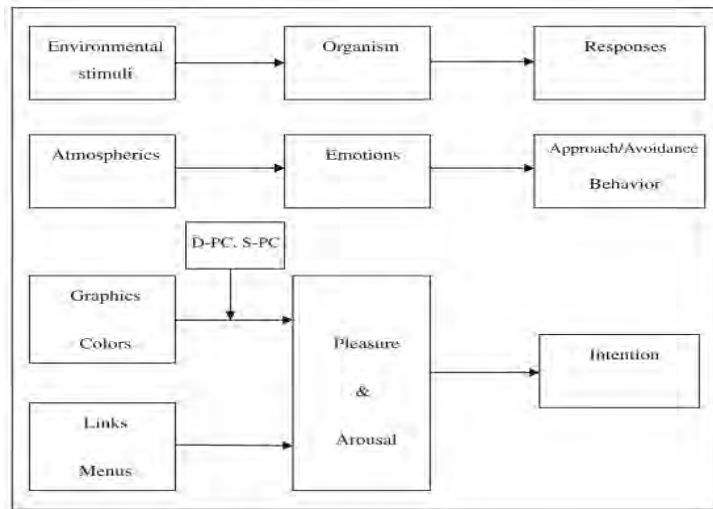 Environmental
stimuli
Organism
Responses
Atmospherics
Emotions
Approach/Avoidance
Behavior
D-PC. S-PC
Graphics
Colors
Pleasure
&
Arousal
Intention
Links
Menus